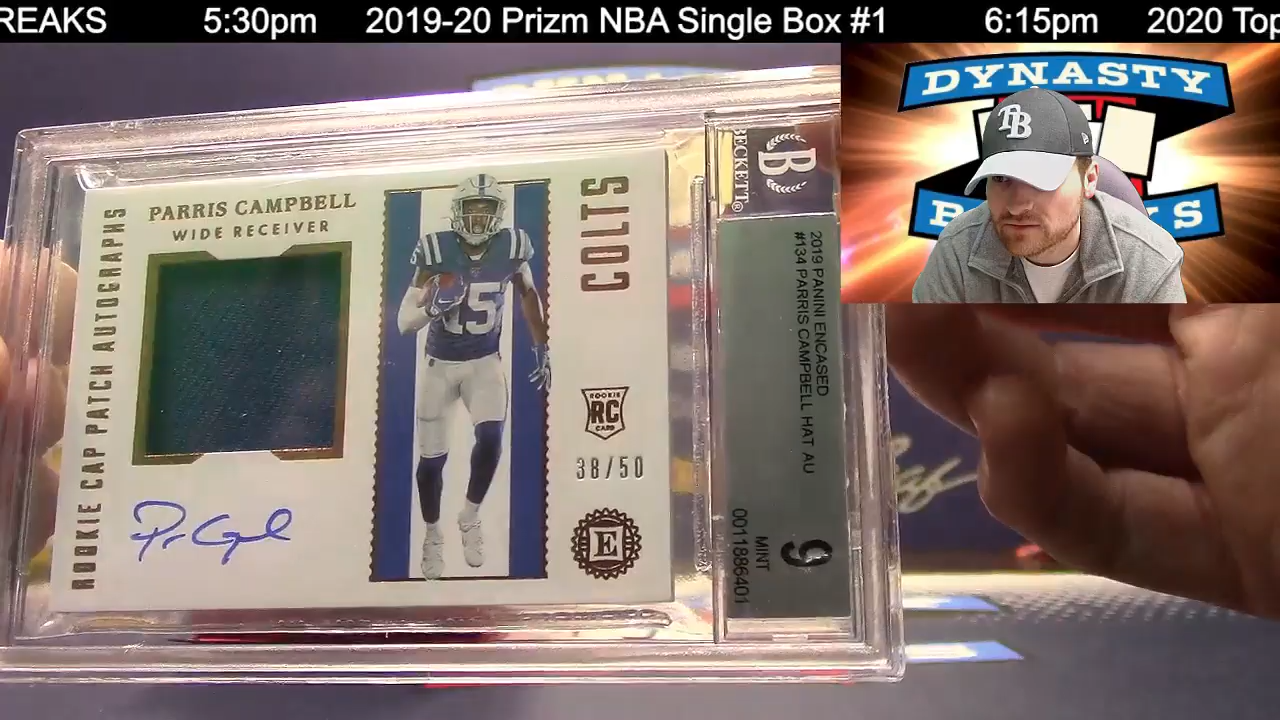 REAKS 5:30pm 2019-20 Prizm NBA Single Box #1 6:15pm 2020 Top
DYNASTY
TB
B KS
ROOKIE CAP PATCH AUTOGRAPHS
PARRIS CAMPBELL
WIDE RECEIVER
15
COLTS
ROOKIE
RC
CARD
38/50
E
B
BECKETT®
2019 PANINI ENCASED
#134 PARRIS CAMPBELL HAT AU
MINT
9
0011886401